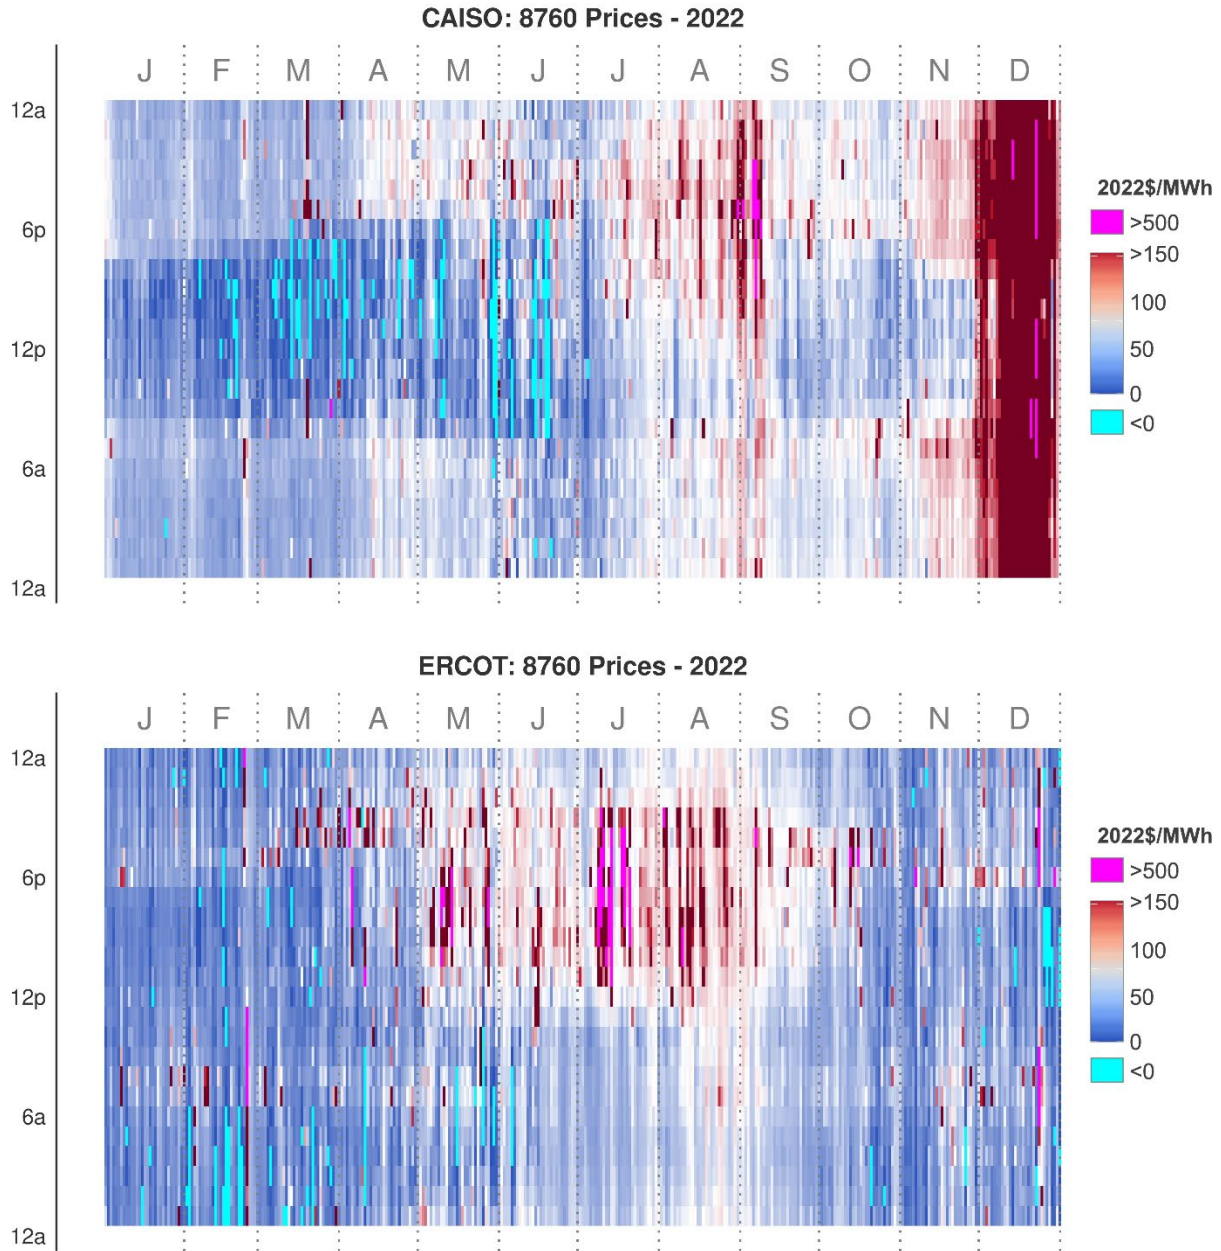 CAISO: 8760 Prices - 2022
J F M A M J J A S O N D
12a
6p
12p
6a
12a
2022$/MWh
>500
>150
100
50
0
<0
ERCOT: 8760 Prices - 2022
J F M A M J J A S O N D
12a
6p
12p
6a
12a
2022$/MWh
>500
>150
100
50
0
<0